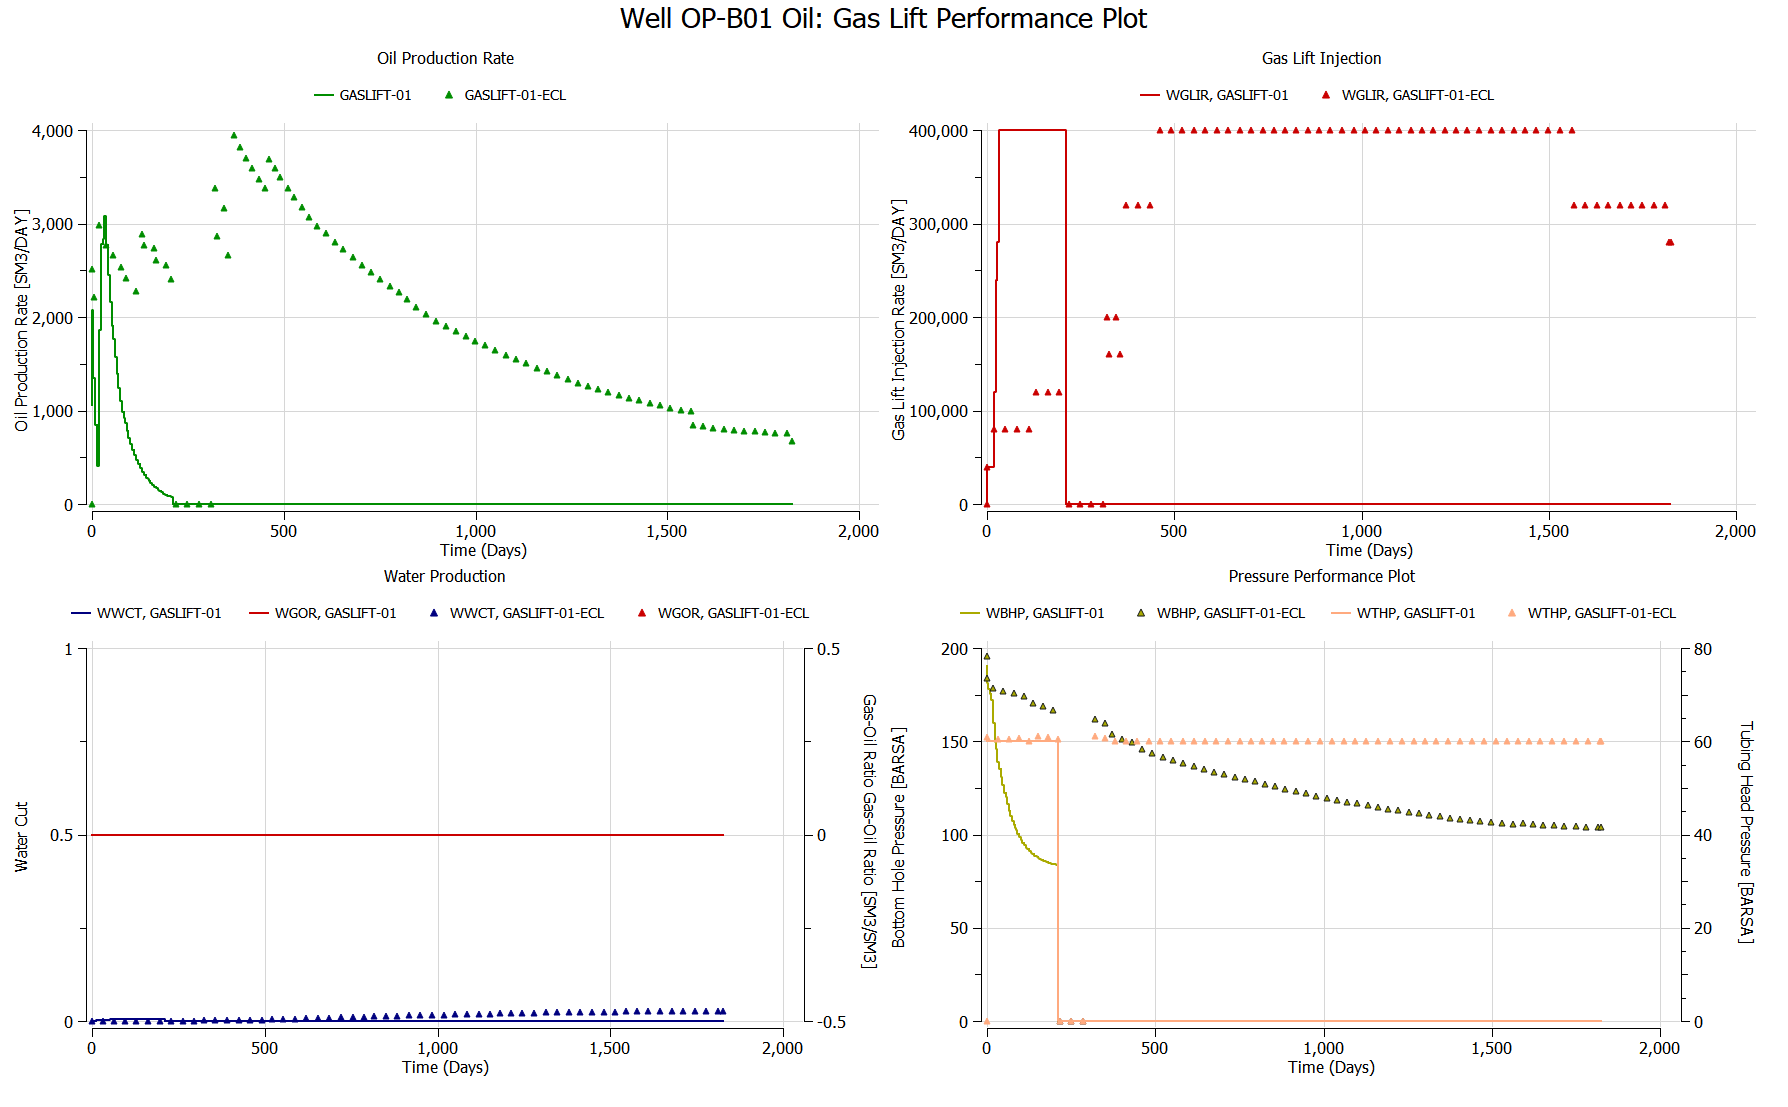 Well OP-B01 Oil: Gas Lift Performance Plot
Oil Production Rate
GASLIFT-01
GASLIFT-01-ECL
4,000
3,000
2,000
1,000
0
Oil Production Rate [SM3/DAY]
0
500
1,000
1,500
2,000
Time (Days)
Gas Lift Injection
WGLIR, GASLIFT-01
WGLIR, GASLIFT-01-ECL
400,000
300,000
200,000
100,000
0
Gas Lift Injection Rate [SM3/DAY]
0
500
1,000
1,500
2,000
Time (Days)
Water Production
WWCT, GASLIFT-01
WGOR, GASLIFT-01
WWCT, GASLIFT-01-ECL
WGOR, GASLIFT-01-ECL
1
0.5
0
Water Cut
0.5
0
-0.5
Gas-Oil Ratio Gas-Oil Ratio [SM3/SM3]
0
500
1,000
1,500
2,000
Time (Days)
Pressure Performance Plot
WBHP, GASLIFT-01
WBHP, GASLIFT-01-ECL
WTHP, GASLIFT-01
WTHP, GASLIFT-01-ECL
200
150
100
50
0
Bottom Hole Pressure [BARSA]
80
60
40
20
0
Tubing Head Pressure [BARSA]
0
500
1,000
1,500
2,000
Time (Days)